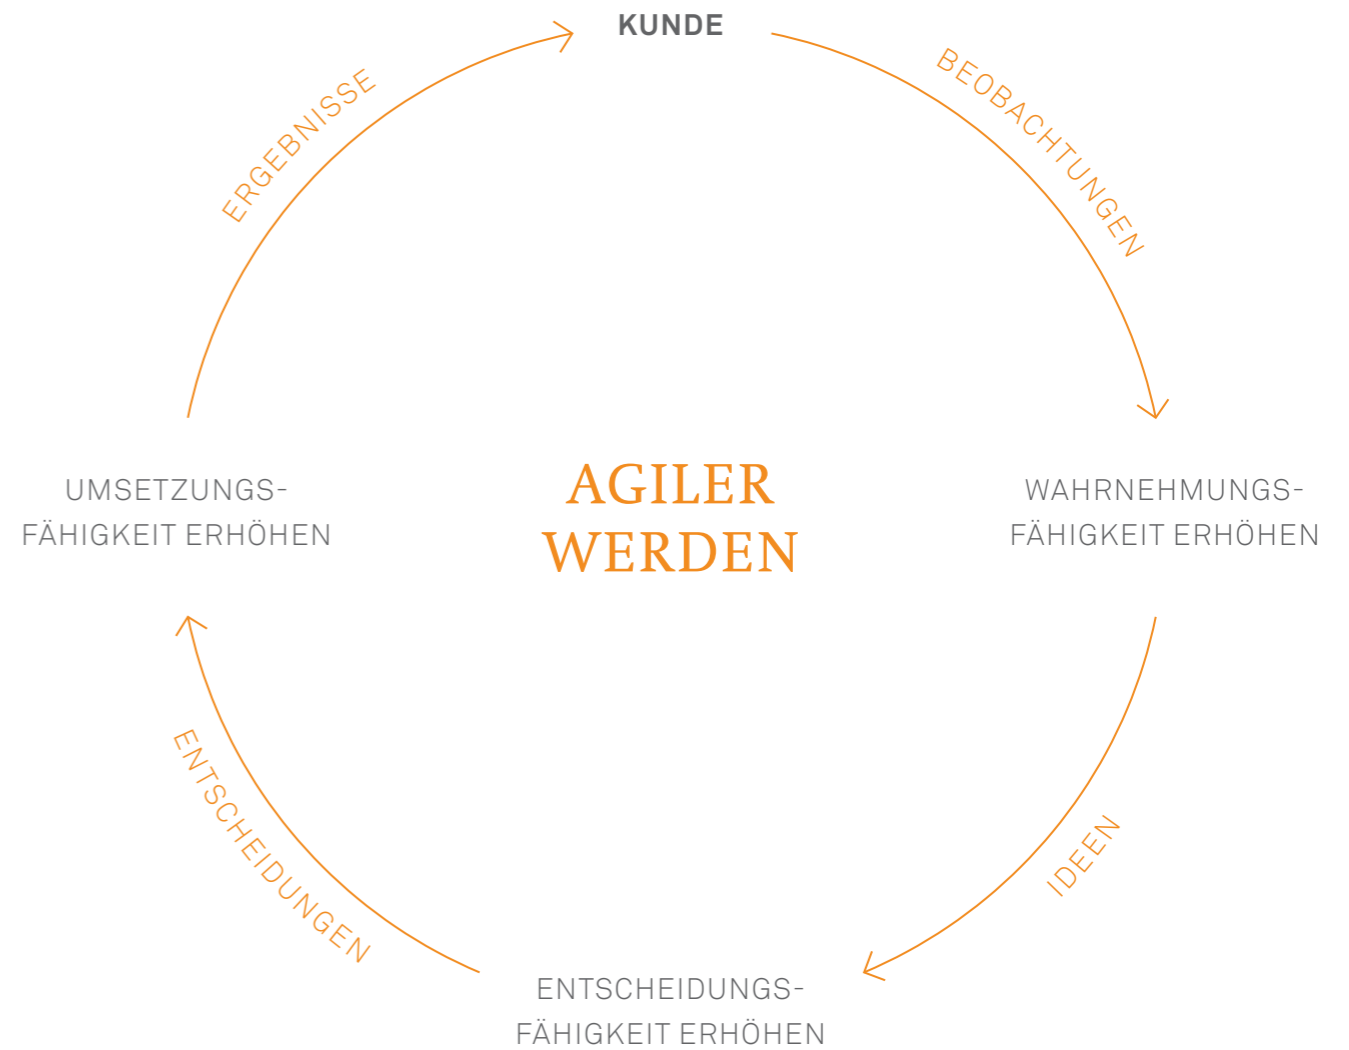 KUNDE
BEOBACHTUNGEN
ERGEBNISSE
UMSETZUNGS-
FÄHIGKEIT ERHÖHEN
AGILER
WERDEN
WAHRNEHMUNGS-
FÄHIGKEIT ERHÖHEN
ENTSCHEIDUNGEN
IDEEN
ENTSCHEIDUNGS-
FÄHIGKEIT ERHÖHEN